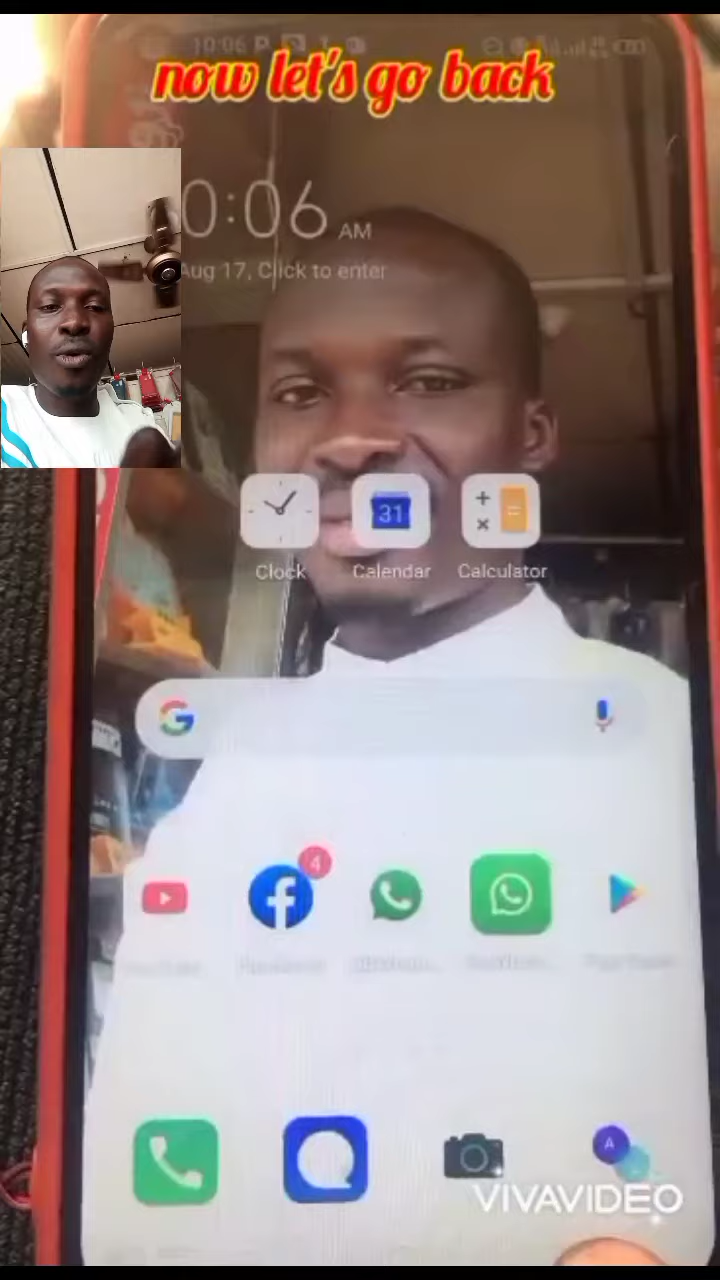 10:06
now let's go back
0:06 AM
Aug 17, Click to enter
31
Clock Calendar Calculator
G
4
A
VIVAVIDEO